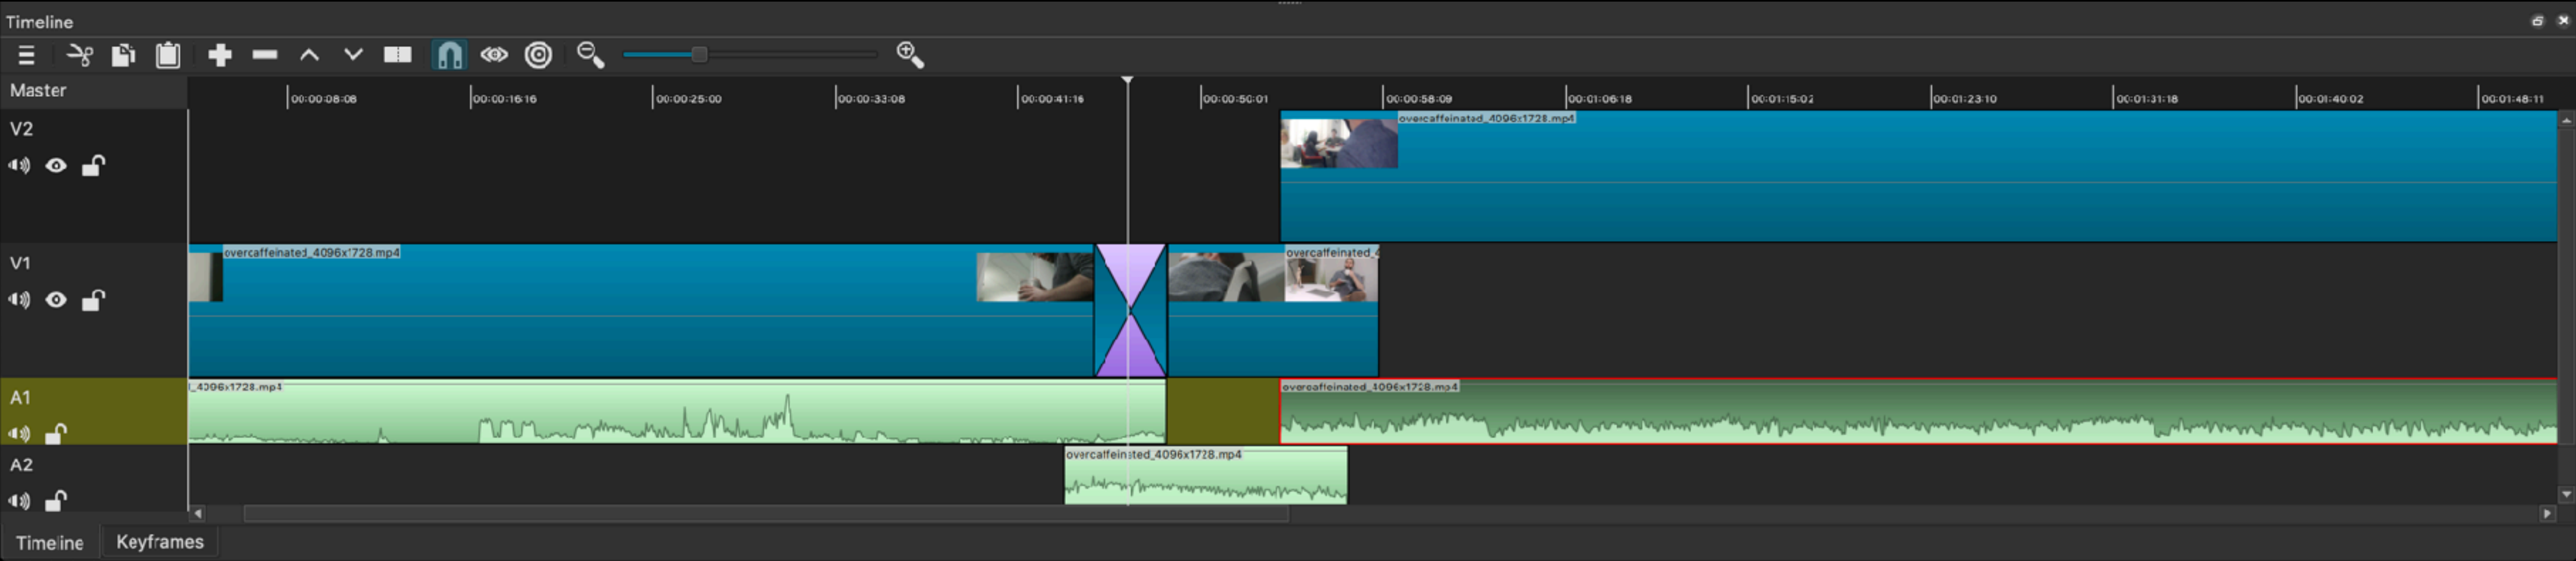 Timeline
Master
00:00:08:08 00:00:16:16 00:00:25:00 00:00:33:08 00:00:41:16 00:00:50:01 00:00:58:09 00:01:06:18 00:01:15:02 00:01:23:10 00:01:31:18 00:01:40:02 00:01:48:11
V2
overcaffeinated_4096x1728.mp4
V1
overcaffeinated_4096x1728.mp4 overcaffeinated_4
A1
_4096x1728.mp4 overcaffeinated_4096x1728.mp4
A2
overcaffeinated_4096x1728.mp4
Timeline Keyframes